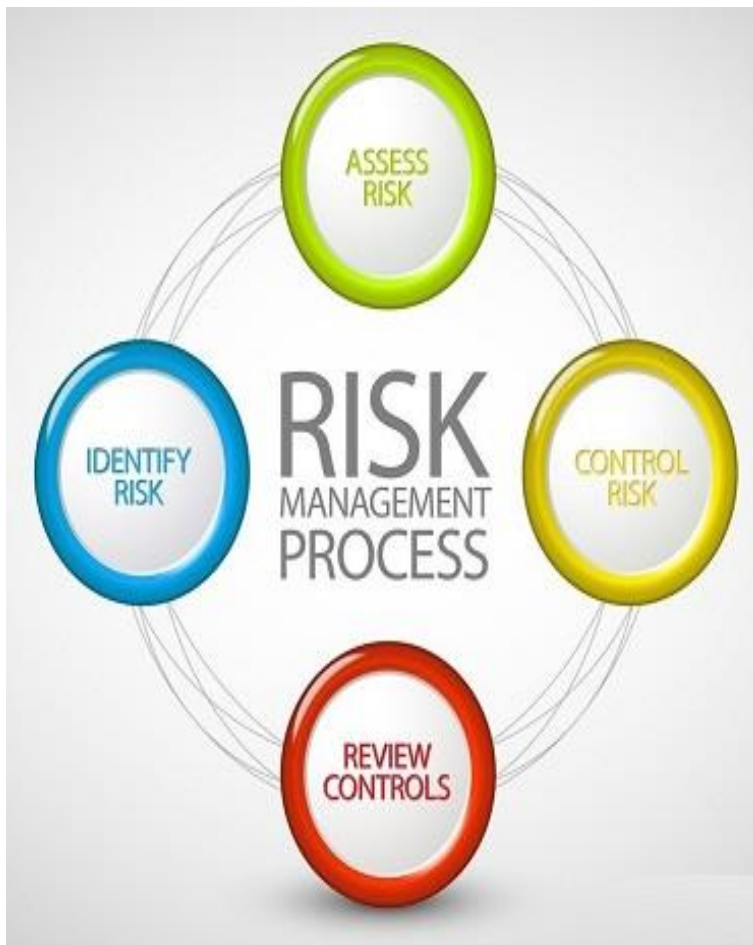 ASSESS
RISK
IDENTIFY
RISK
RISK
MANAGEMENT
PROCESS
CONTROL
RISK
REVIEW
CONTROLS